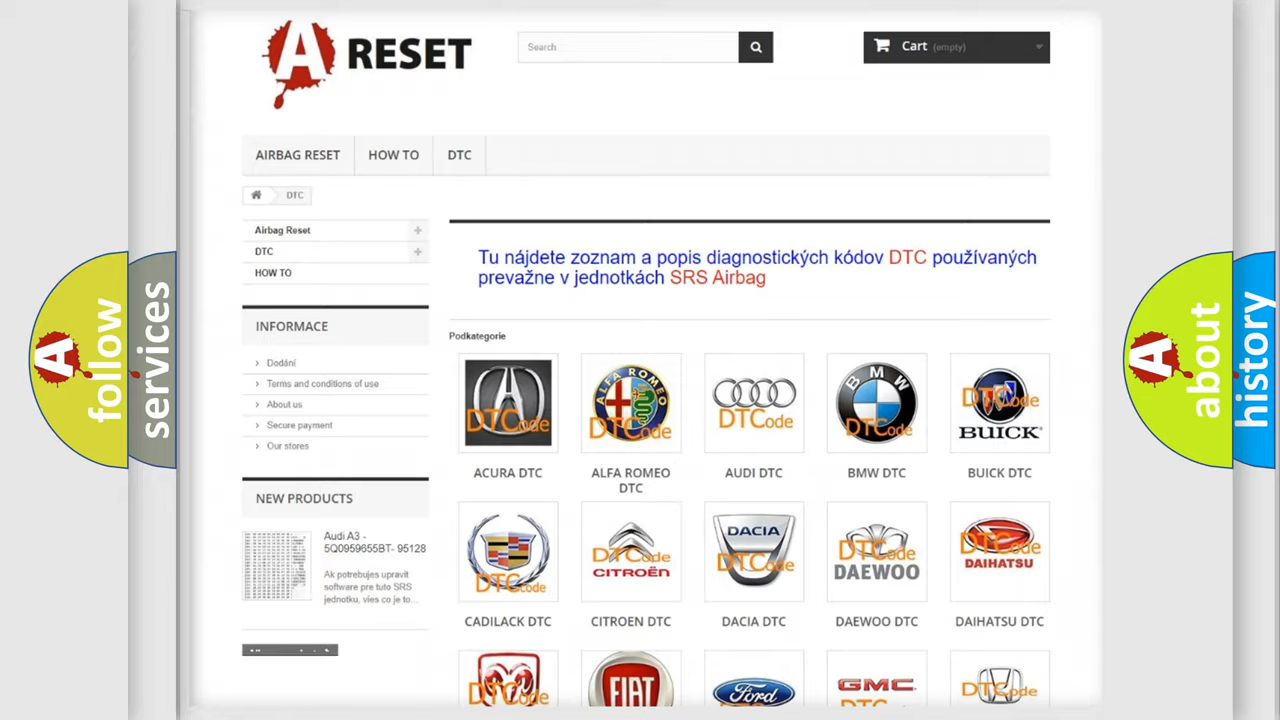 A RESET
Search
Cart (empty)
AIRBAG RESET
HOW TO
DTC
DTC
Airbag Reset
DTC
HOW TO
INFORMACE
Dodání
Terms and conditions of use
About us
Secure payment
Our stores
NEW PRODUCTS
Audi A3 -
5Q0959655BT- 95128
Ak potrebujes upravit
software pre tuto SRS
jednotku, vies co je to...
Tu nájdete zoznam a popis diagnostických kódov DTC používaných
prevažne v jednotkách SRS Airbag
Podkategorie
DTCode
ALFA ROMEO
DTCode
DTCode
BMW
DTCode
DTCode
BUICK
ACURA DTC
ALFA ROMEO
DTC
AUDI DTC
BMW DTC
BUICK DTC
DTCode
DTCode
CITROËN
DACIA
DTCode
DTCode
DAEWOO
DTCode
DAIHATSU
CADILACK DTC
CITROEN DTC
DACIA DTC
DAEWOO DTC
DAIHATSU DTC
DTCode
FIAT
Ford
GMC
DTCode
A follow
services
A about
history